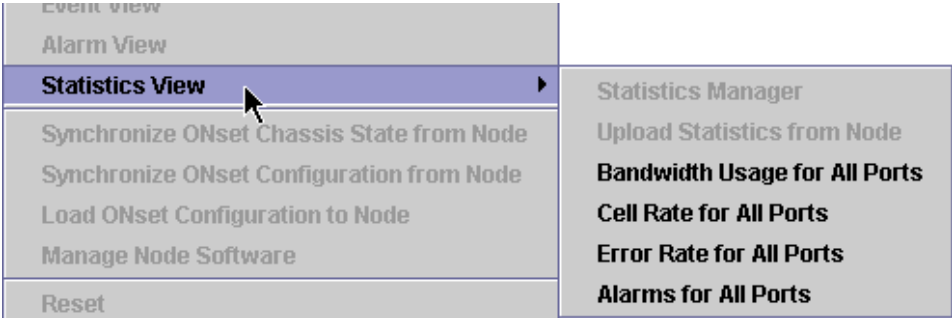 Event View
Alarm View
Statistics View
Synchronize ONset Chassis State from Node
Synchronize ONset Configuration from Node
Load ONset Configuration to Node
Manage Node Software
Reset
Statistics Manager
Upload Statistics from Node
Bandwidth Usage for All Ports
Cell Rate for All Ports
Error Rate for All Ports
Alarms for All Ports